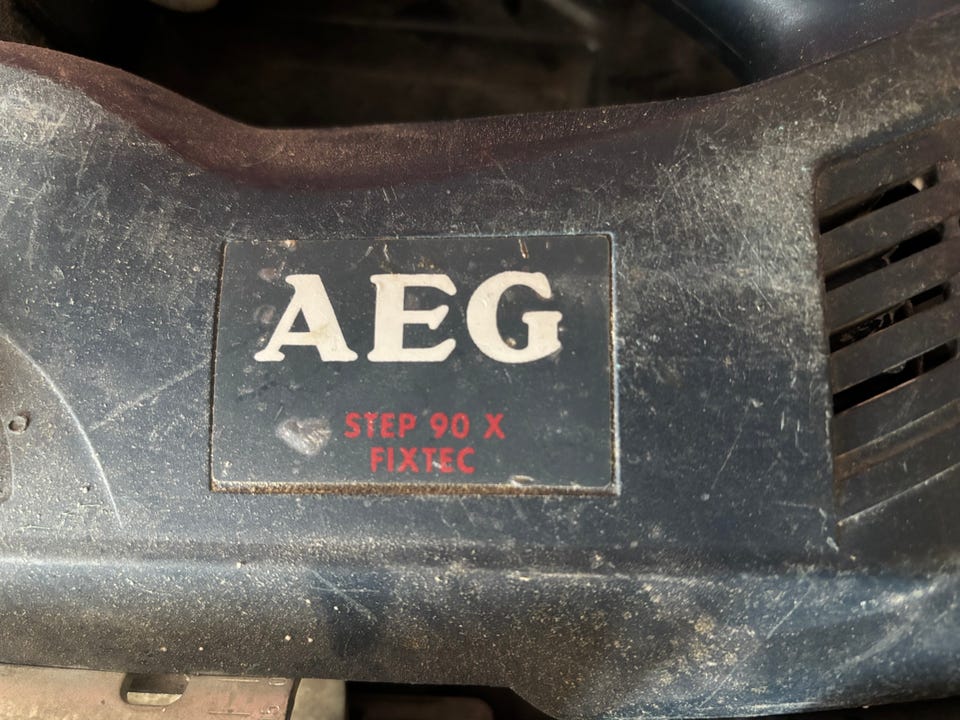 AEG
STEP 90 X
FIXTEC